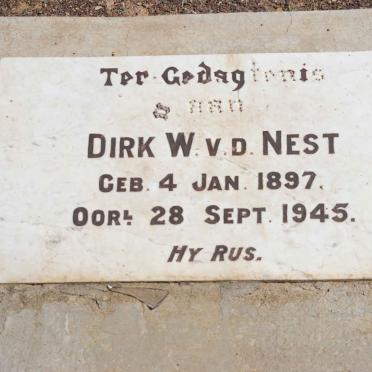 Ter Gedagtenis
aan
DIRK W. V. D. NEST
GEB. 4 JAN. 1897.
OORL. 28 SEPT. 1945.
HY RUS.